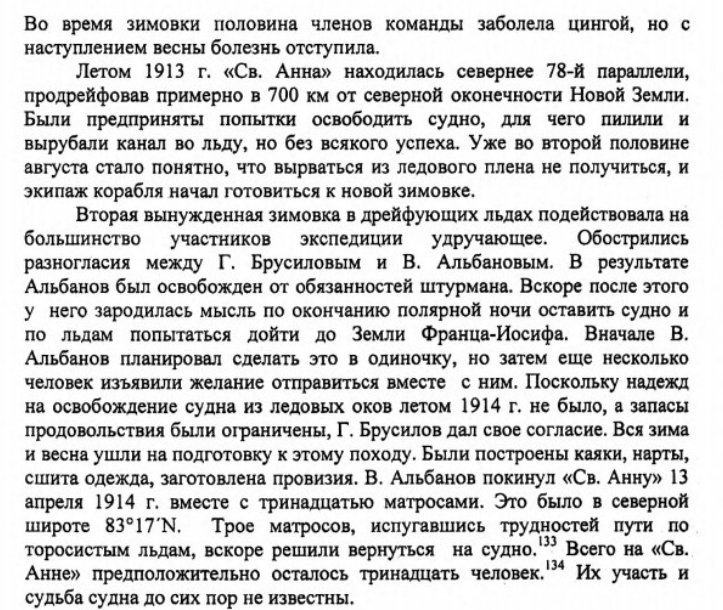 Во время зимовки половина членов команды заболела цингой, но с
наступлением весны болезнь отступила.
Летом 1913 г. «Св. Анна» находилась севернее 78-й параллели,
продрейфовав примерно в 700 км от северной оконечности Новой Земли.
Были предприняты попытки освободить судно, для чего пилили и
вырубали канал во льду, но без всякого успеха. Уже во второй половине
августа стало понятно, что вырваться из ледового плена не получиться, и
экипаж корабля начал готовиться к новой зимовке.
Вторая вынужденная зимовка в дрейфующих льдах подействовала на
большинство участников экспедиции удручающее. Обострились
разногласия между Г. Брусиловым и В. Альбановым. В результате
Альбанов был освобожден от обязанностей штурмана. Вскоре после этого
у него зародилась мысль по окончанию полярной ночи оставить судно и
по льдам попытаться дойти до Земли Франца-Иосифа. Вначале В.
Альбанов планировал сделать это в одиночку, но затем еще несколько
человек изъявили желание отправиться вместе с ним. Поскольку надежд
на освобождение судна из ледовых оков летом 1914 г. не было, а запасы
продовольствия были ограничены, Г. Брусилов дал свое согласие. Вся зима
и весна ушли на подготовку к этому походу. Были построены каяки, нарты,
сшита одежда, заготовлена провизия. В. Альбанов покинул «Св. Анну» 13
апреля 1914 г. вместе с тринадцатью матросами. Это было в северной
широте 83°17´N. Трое матросов, испугавшись трудностей пути по
торосистым льдам, вскоре решили вернуться на судно.133 Всего на «Св.
Анне» предположительно осталось тринадцать человек.134 Их участь и
судьба судна до сих пор не известны.